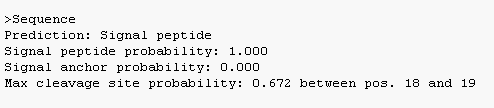 >Sequence
Prediction: Signal peptide
Signal peptide probability: 1.000
Signal anchor probability: 0.000
Max cleavage site probability: 0.672 between pos. 18 and 19